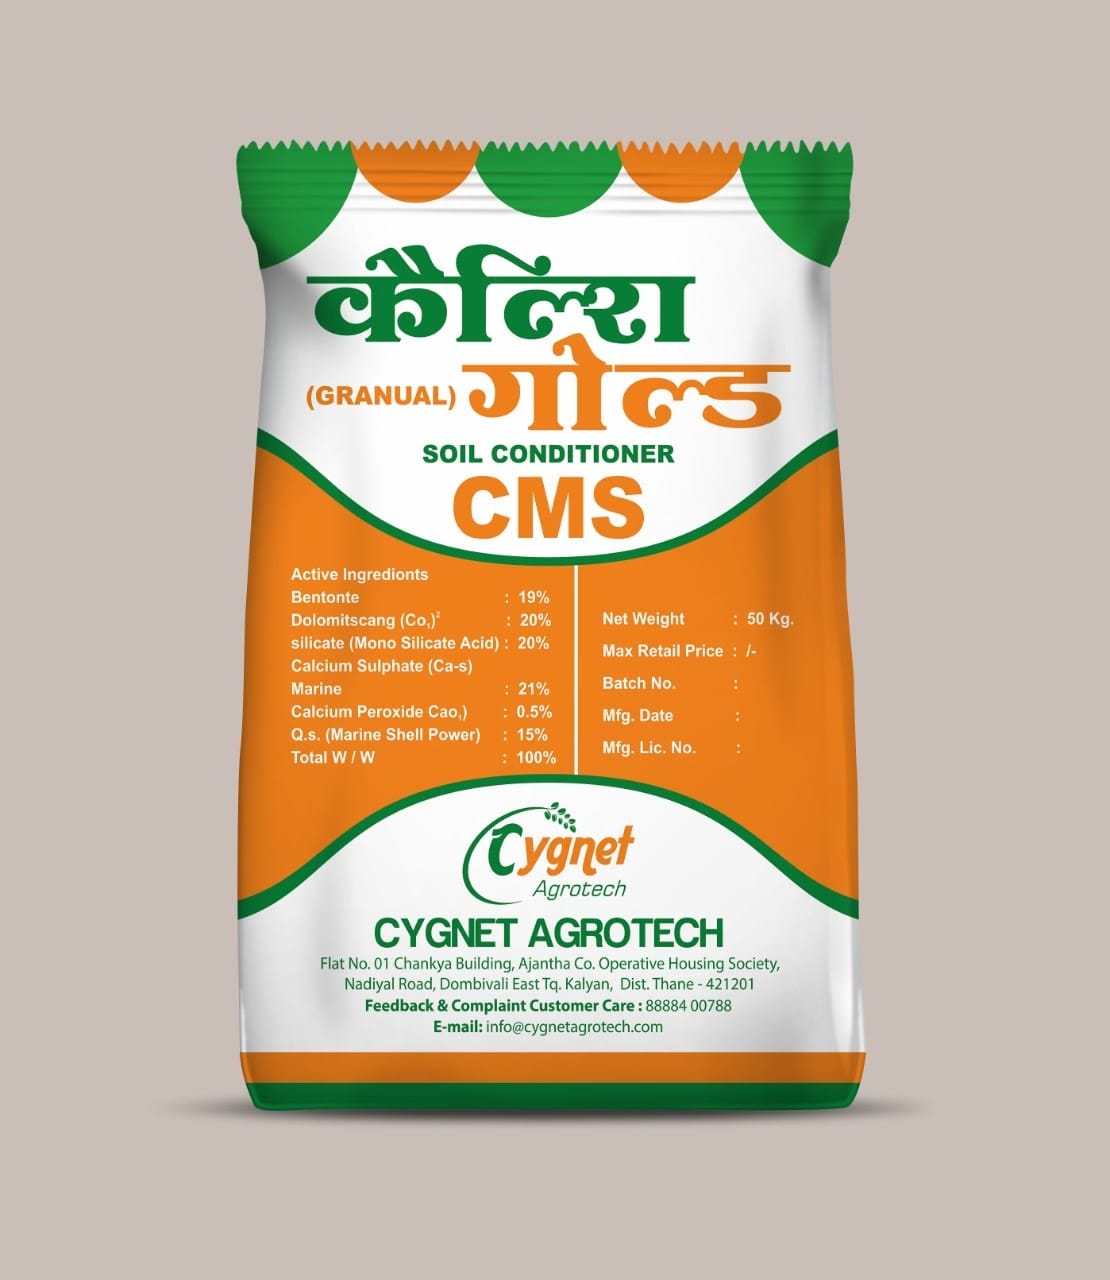 कैल्शि
(GRANUAL) गोल्ड
SOIL CONDITIONER
CMS
Active Ingredionts
Bentonte : 19%
Dolomitscang (Co₁)² : 20%
silicate (Mono Silicate Acid) : 20%
Calcium Sulphate (Ca-s)
Marine : 21%
Calcium Peroxide Cao₁) : 0.5%
Q.s. (Marine Shell Power) : 15%
Total W / W : 100%
Net Weight : 50 Kg.
Max Retail Price : /-
Batch No. :
Mfg. Date :
Mfg. Lic. No. :
Cygnet
Agrotech
CYGNET AGROTECH
Flat No. 01 Chankya Building, Ajantha Co. Operative Housing Society,
Nadiyal Road, Dombivali East Tq. Kalyan, Dist. Thane - 421201
Feedback & Complaint Customer Care : 88884 00788
E-mail: info@cygnetagrotech.com